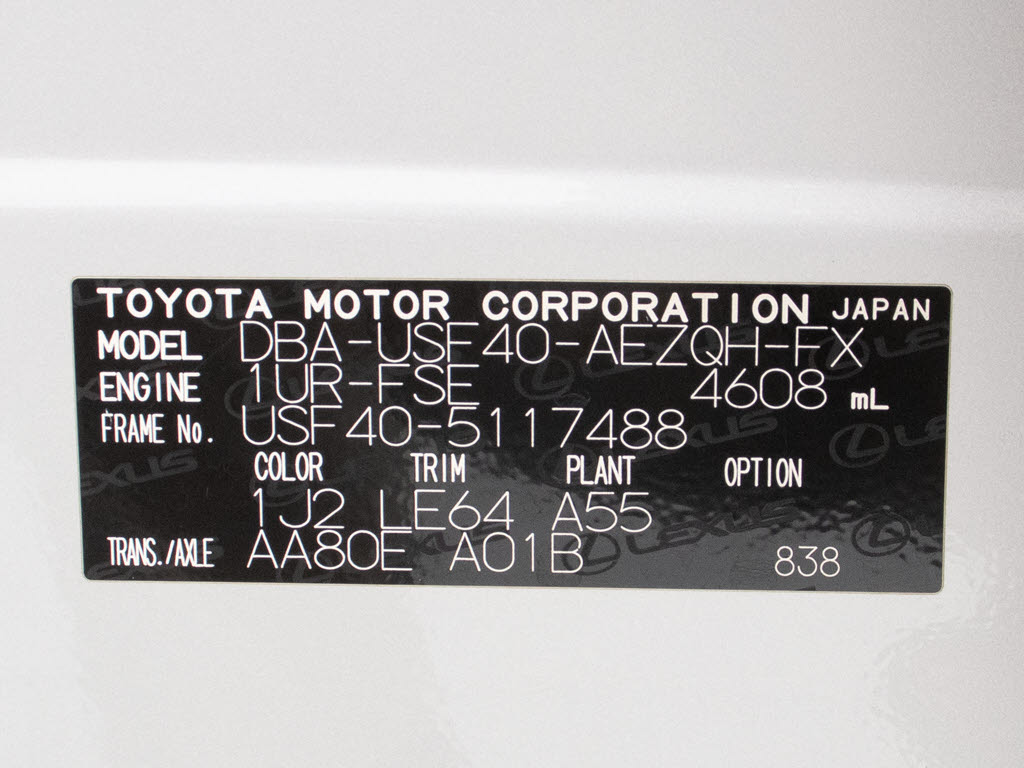 TOYOTA MOTOR CORPORATION JAPAN
MODEL DBA-USF40-AEZQH-FX
ENGINE 1UR-FSE 4608 mL
FRAME No. USF40-5117488
COLOR TRIM PLANT OPTION
1J2 LE64 A55
TRANS./AXLE AA80E A01B 838
LEXUS